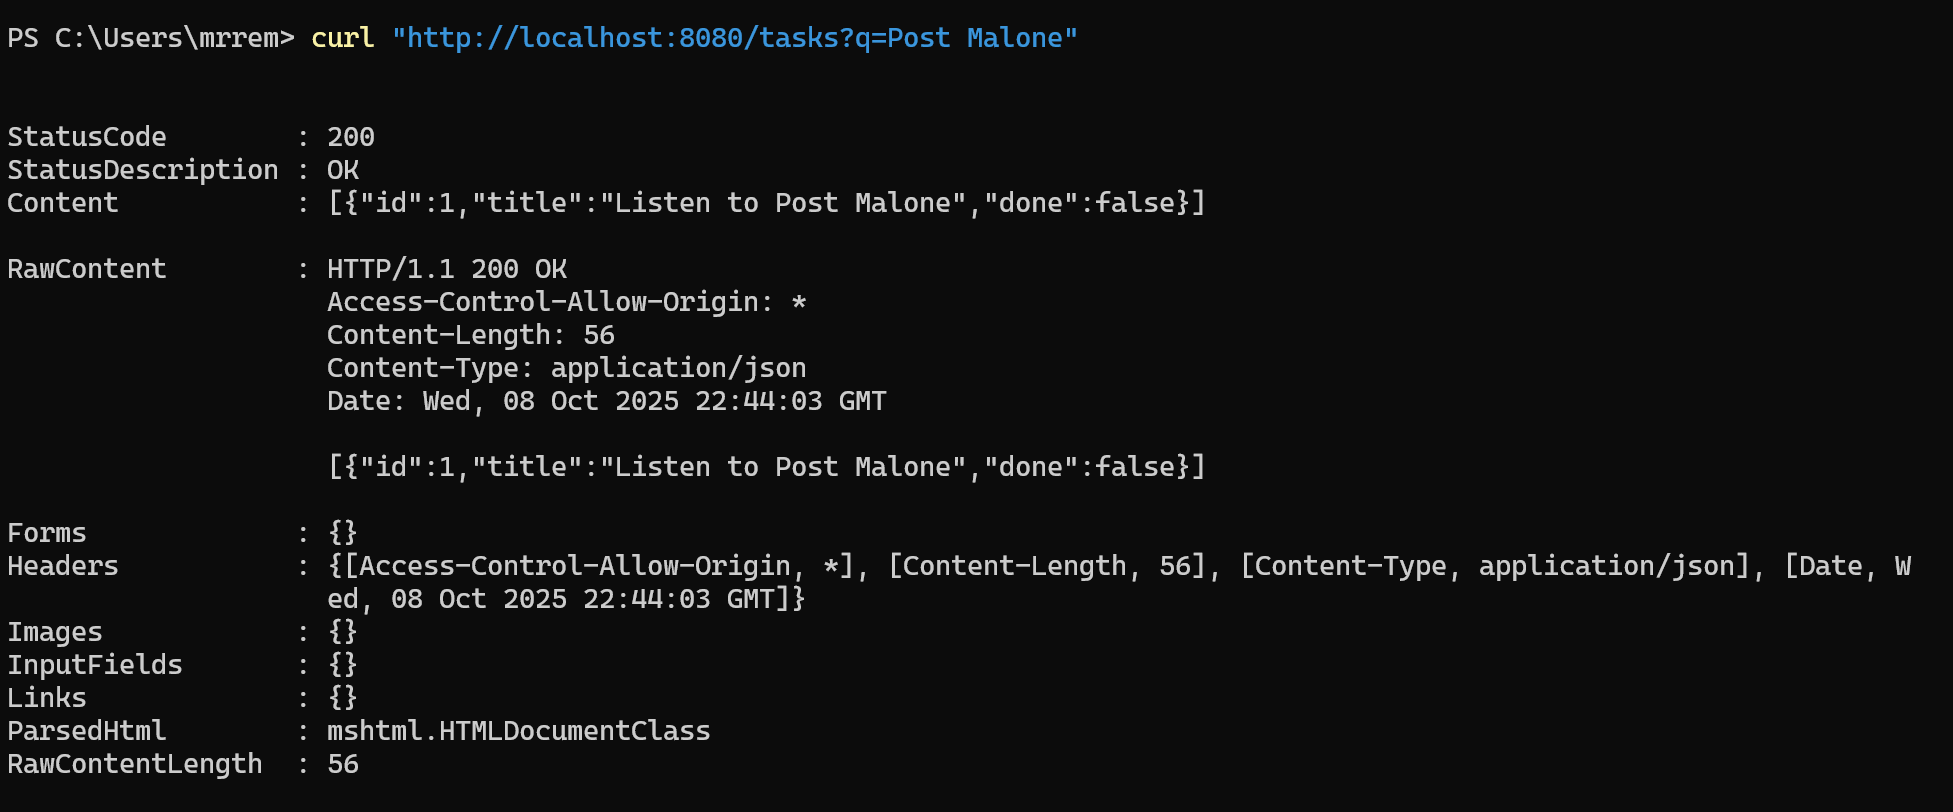 PS C:\Users\mrrem> curl "http://localhost:8080/tasks?q=Post Malone"
StatusCode        : 200
StatusDescription : OK
Content           : [{"id":1,"title":"Listen to Post Malone","done":false}]
RawContent        : HTTP/1.1 200 OK
                    Access-Control-Allow-Origin: *
                    Content-Length: 56
                    Content-Type: application/json
                    Date: Wed, 08 Oct 2025 22:44:03 GMT
                    [{"id":1,"title":"Listen to Post Malone","done":false}]
Forms             : {}
Headers           : {[Access-Control-Allow-Origin, *], [Content-Length, 56], [Content-Type, application/json], [Date, W
                    ed, 08 Oct 2025 22:44:03 GMT]}
Images            : {}
InputFields       : {}
Links             : {}
ParsedHtml        : mshtml.HTMLDocumentClass
RawContentLength  : 56